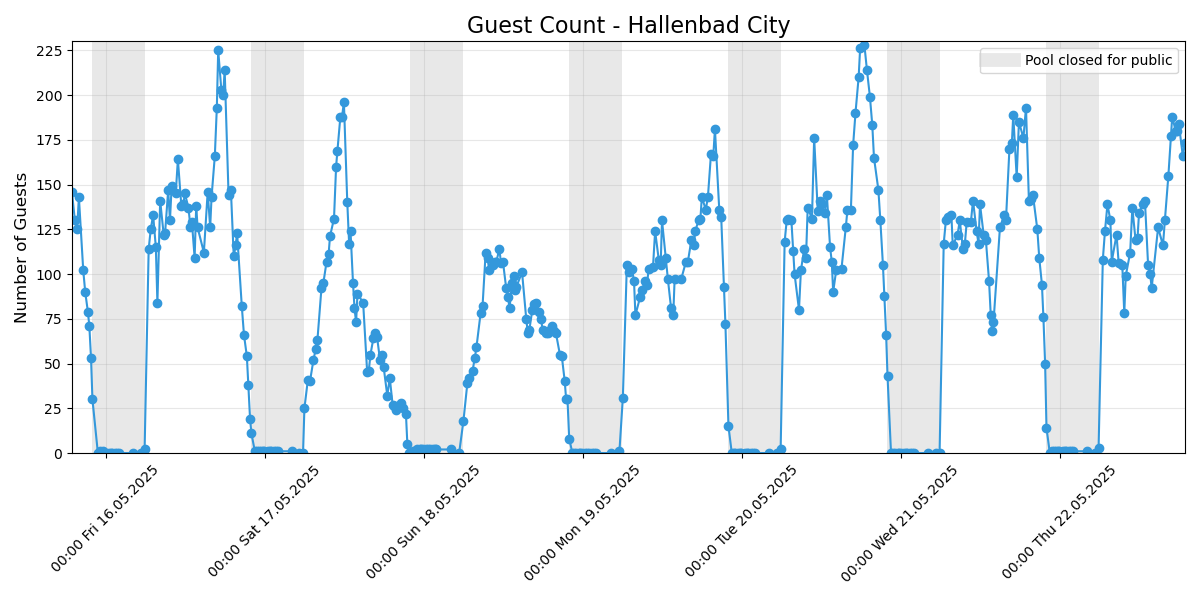 Guest Count - Hallenbad City
Pool closed for public
Number of Guests
225
200
175
150
125
100
75
50
25
0
00:00 Fri 16.05.2025
00:00 Sat 17.05.2025
00:00 Sun 18.05.2025
00:00 Mon 19.05.2025
00:00 Tue 20.05.2025
00:00 Wed 21.05.2025
00:00 Thu 22.05.2025